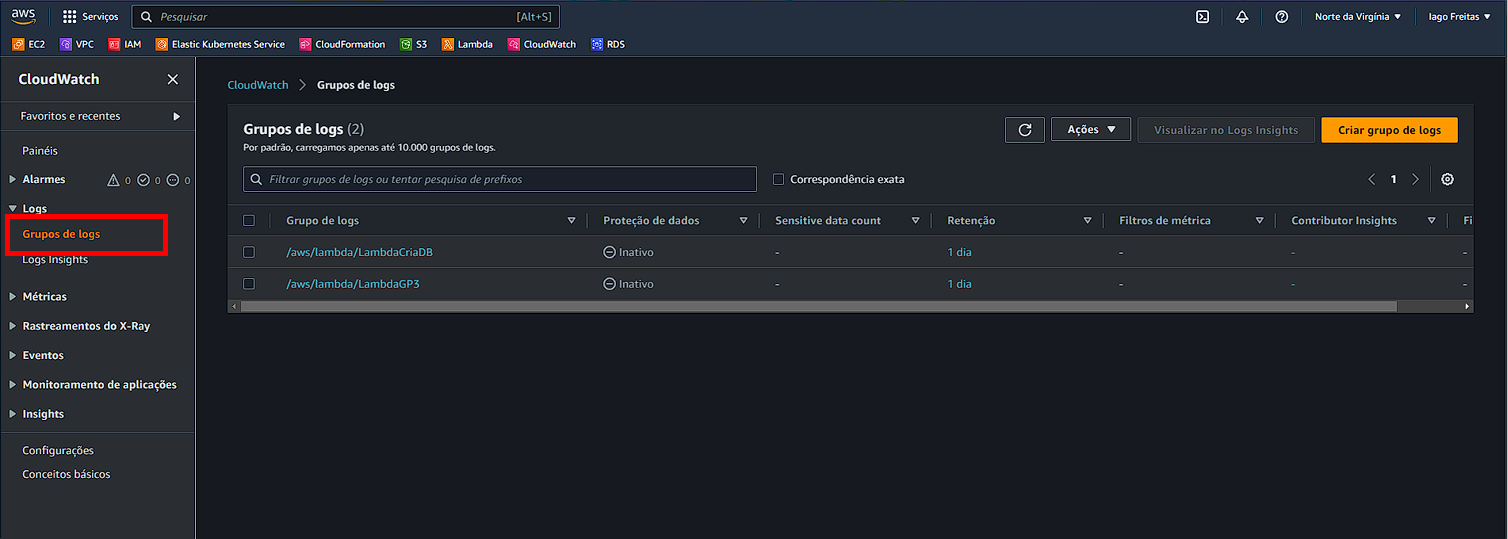 aws Serviços Pesquisar [Alt+S] Norte da Virgínia Iago Freitas
EC2 VPC IAM Elastic Kubernetes Service CloudFormation S3 Lambda CloudWatch RDS
CloudWatch
Favoritos e recentes
Painéis
Alarmes 0 0 0
Logs
Grupos de logs
Logs Insights
Métricas
Rastreamentos do X-Ray
Eventos
Monitoramento de aplicações
Insights
Configurações
Conceitos básicos
CloudWatch Grupos de logs
Grupos de logs (2)
Por padrão, carregamos apenas até 10.000 grupos de logs.
Ações Visualizar no Logs Insights Criar grupo de logs
Filtrar grupos de logs ou tentar pesquisa de prefixos Correspondência exata 1
Grupo de logs Proteção de dados Sensitive data count Retenção Filtros de métrica Contributor Insights Fi
/aws/lambda/LambdaCriaDB Inativo - 1 dia - - -
/aws/lambda/LambdaGP3 Inativo - 1 dia - - -